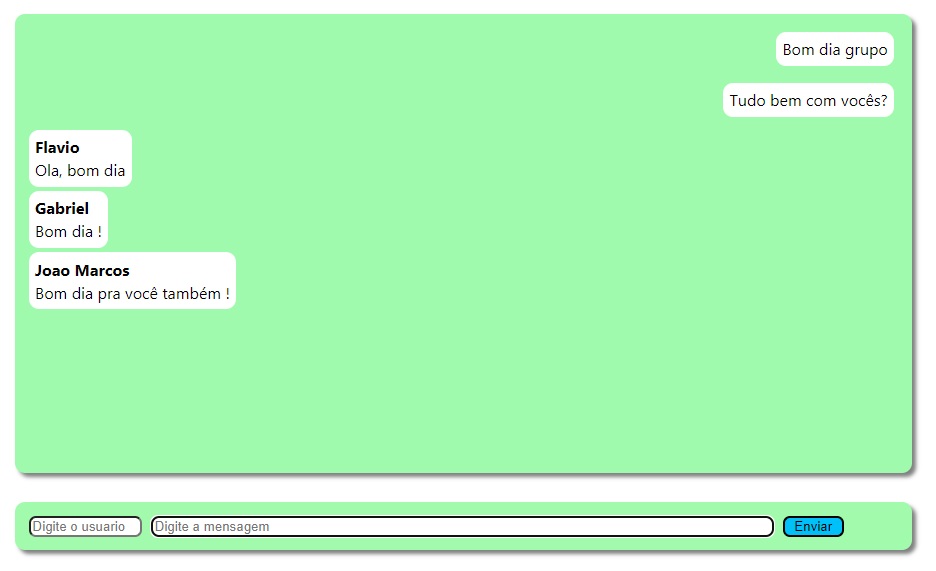 Bom dia grupo
Tudo bem com vocês?
Flavio
Ola, bom dia
Gabriel
Bom dia !
Joao Marcos
Bom dia pra você também !
Digite o usuario
Digite a mensagem
Enviar